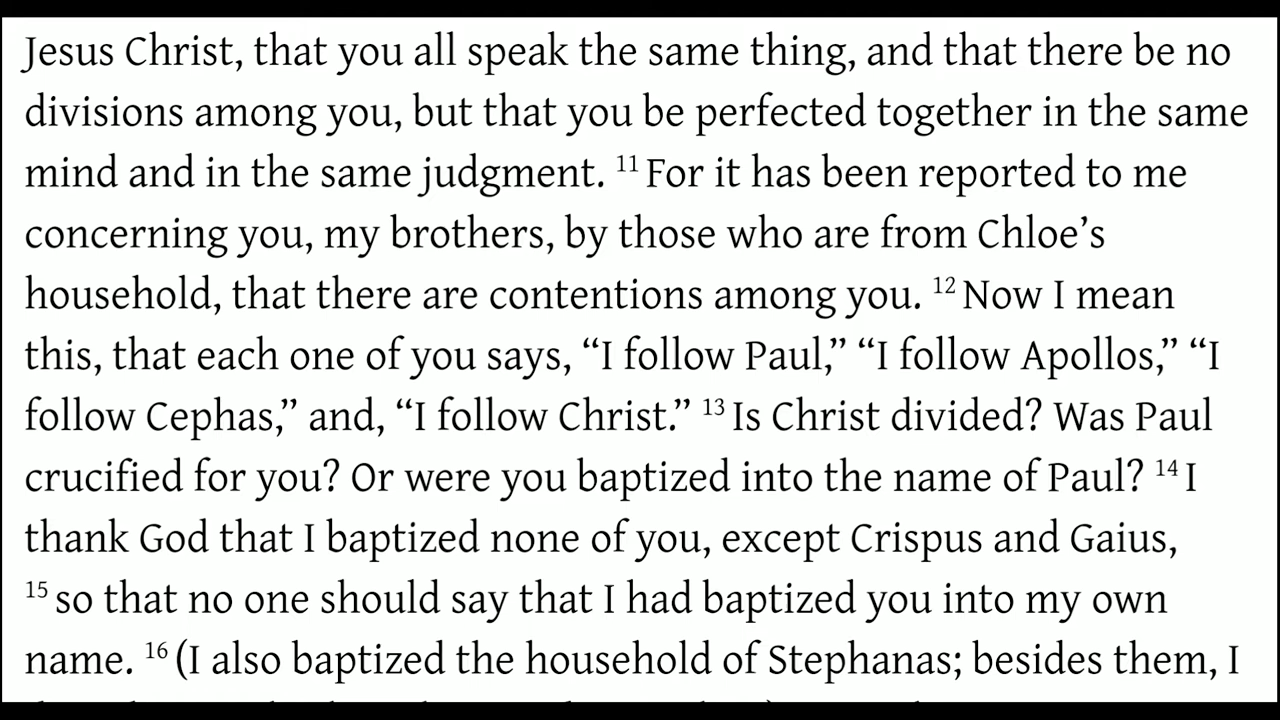 Jesus Christ, that you all speak the same thing, and that there be no
divisions among you, but that you be perfected together in the same
mind and in the same judgment. 11 For it has been reported to me
concerning you, my brothers, by those who are from Chloe’s
household, that there are contentions among you. 12 Now I mean
this, that each one of you says, “I follow Paul,” “I follow Apollos,” “I
follow Cephas,” and, “I follow Christ.” 13 Is Christ divided? Was Paul
crucified for you? Or were you baptized into the name of Paul? 14 I
thank God that I baptized none of you, except Crispus and Gaius,
15 so that no one should say that I had baptized you into my own
name. 16 (I also baptized the household of Stephanas; besides them, I